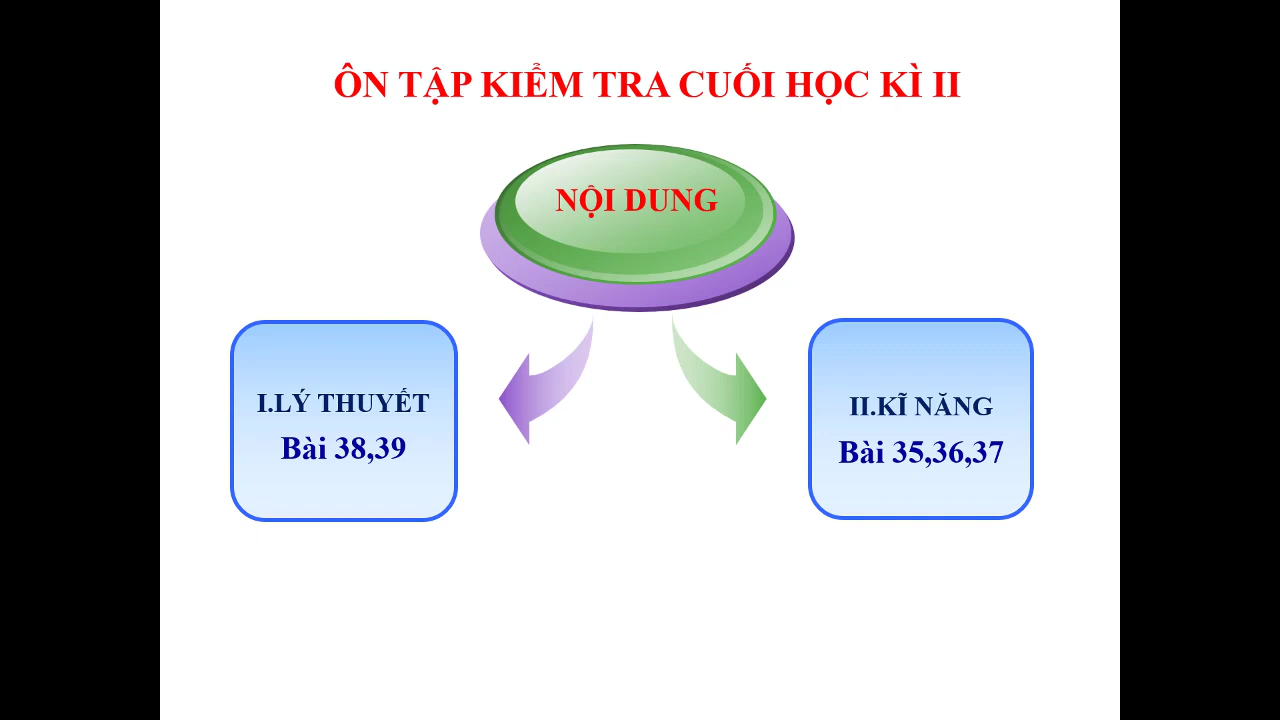 ÔN TẬP KIỂM TRA CUỐI HỌC KÌ II
NỘI DUNG
I.LÝ THUYẾT
Bài 38,39
II.KĨ NĂNG
Bài 35,36,37